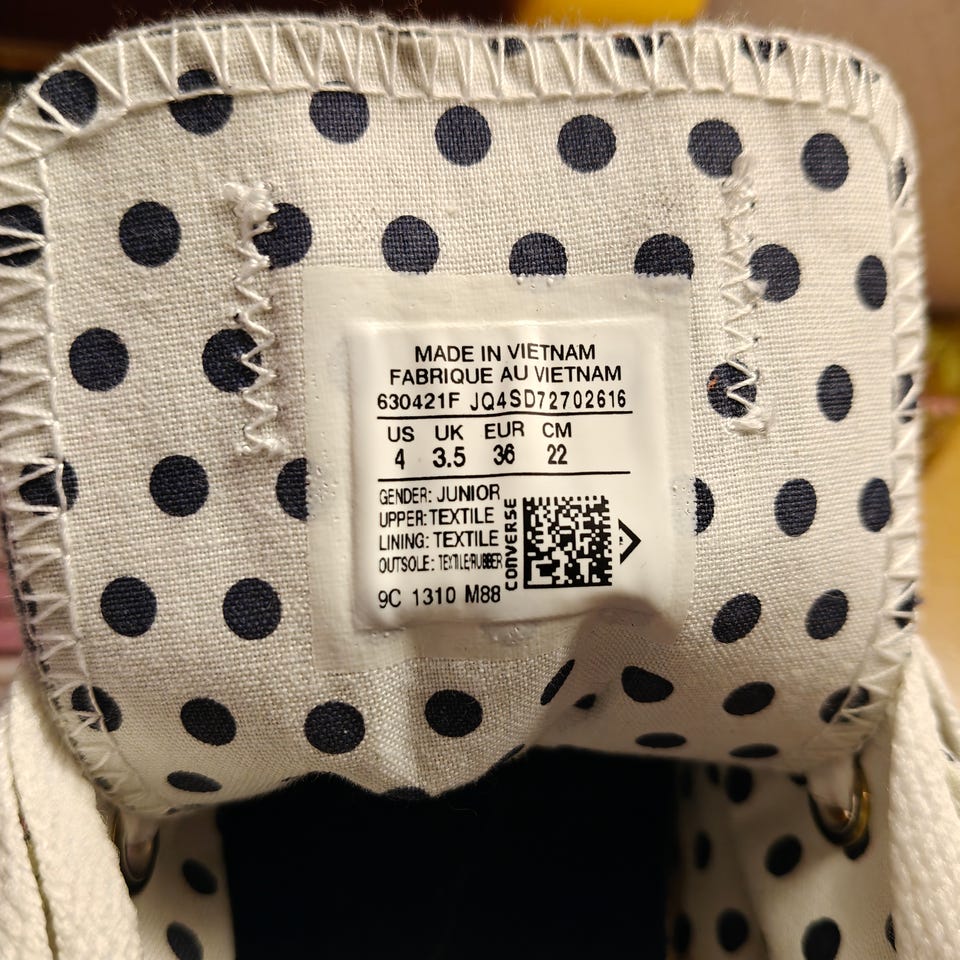 MADE IN VIETNAM
FABRIQUE AU VIETNAM
630421F JQ4SD72702616
US UK EUR CM
4 3.5 36 22
GENDER: JUNIOR
UPPER: TEXTILE
LINING: TEXTILE
OUTSOLE: TEXTILE/RUBBER
CONVERSE
9C 1310 M88